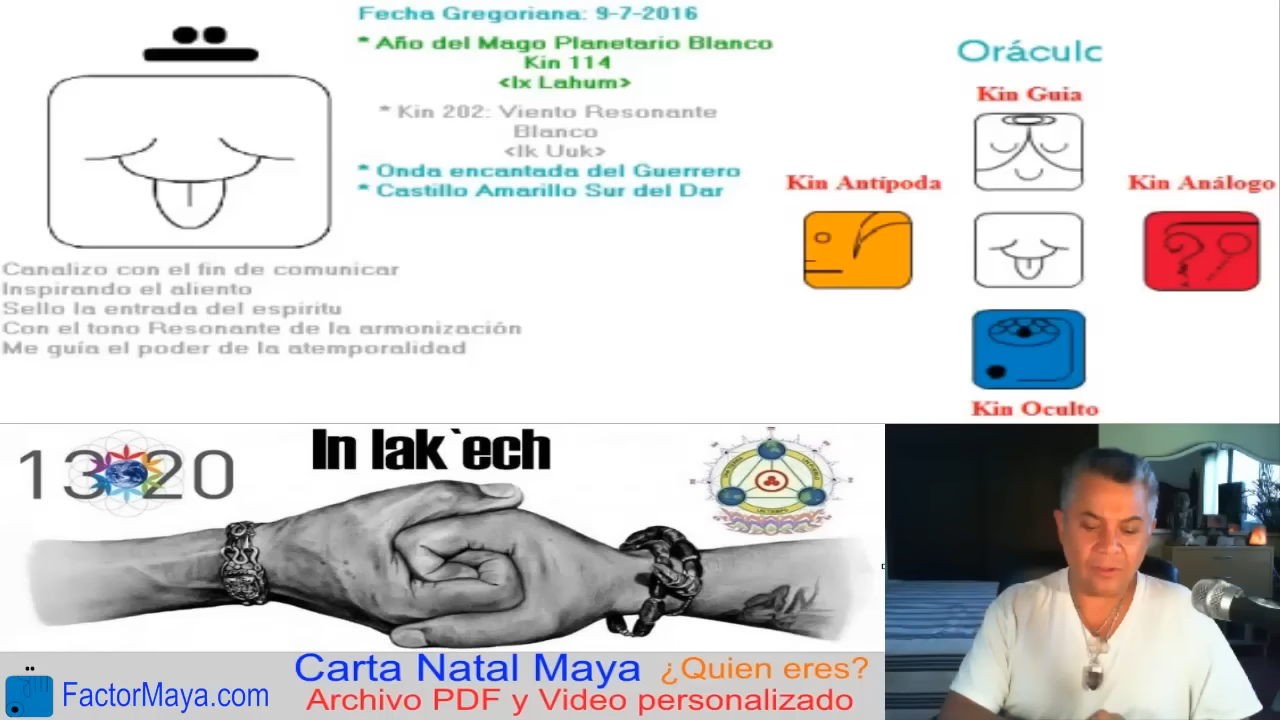 Fecha Gregoriana: 9-7-2016
* Año del Mago Planetario Blanco
Kin 114
<Ix Lahum>
* Kin 202: Viento Resonante
Blanco
<Ik Uuk>
* Onda encantada del Guerrero
* Castillo Amarillo Sur del Dar
Canalizo con el fin de comunicar
Inspirando el aliento
Sello la entrada del espiritu
Con el tono Resonante de la armonización
Me guía el poder de la atemporalidad
Oráculo
Kin Guia
Kin Antípoda
Kin Análogo
Kin Oculto
13 20
In lak`ech
Carta Natal Maya ¿Quien eres?
FactorMaya.com
Archivo PDF y Video personalizado